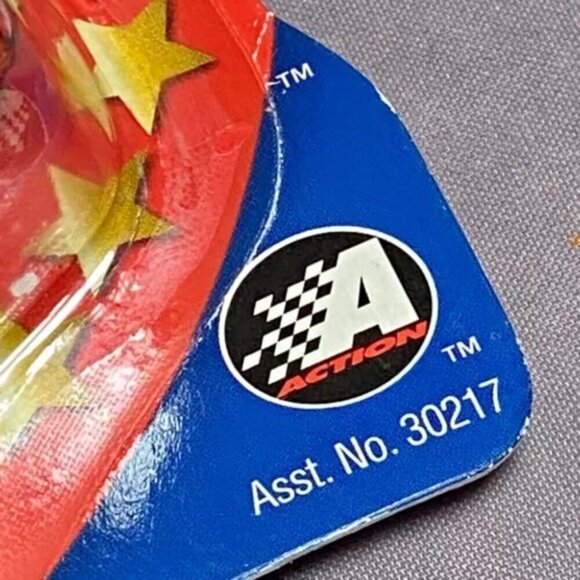 TM
A
ACTION
TM
Asst. No. 30217